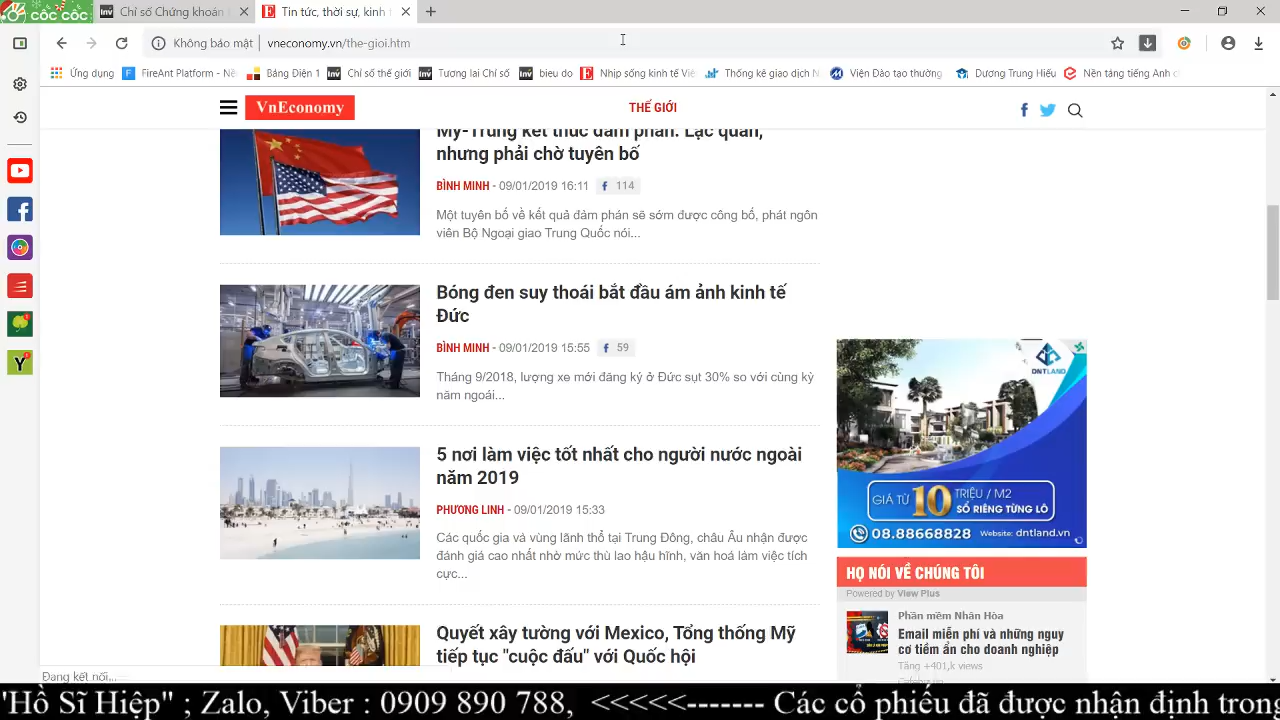 cốc cốc
Chỉ số Chứng khoán
Tin tức, thời sự, kinh t
Không bảo mật
vneconomy.vn/the-gioi.htm
Ứng dụng
FireAnt Platform - Nề
Bảng Điện 1
Chỉ số thế giới
Tương lai Chỉ số
bieu do
Nhịp sống kinh tế Việ
Thống kê giao dịch N
Viện Đào tạo thường
Dương Trung Hiếu
Nền tảng tiếng Anh c
VnEconomy
THẾ GIỚI
Mỹ-Trung kết thúc đàm phán: Lạc quan,
nhưng phải chờ tuyên bố
BÌNH MINH - 09/01/2019 16:11
114
Một tuyên bố về kết quả đàm phán sẽ sớm được công bố, phát ngôn
viên Bộ Ngoại giao Trung Quốc nói...
Bóng đen suy thoái bắt đầu ám ảnh kinh tế
Đức
BÌNH MINH - 09/01/2019 15:55
59
Tháng 9/2018, lượng xe mới đăng ký ở Đức sụt 30% so với cùng kỳ
năm ngoái...
5 nơi làm việc tốt nhất cho người nước ngoài
năm 2019
PHƯƠNG LINH - 09/01/2019 15:33
Các quốc gia và vùng lãnh thổ tại Trung Đông, châu Âu nhận được
đánh giá cao nhất nhờ mức thù lao hậu hĩnh, văn hoá làm việc tích
cực...
Quyết xây tường với Mexico, Tổng thống Mỹ
tiếp tục "cuộc đấu" với Quốc hội
DNTLAND
GIÁ TỪ 10 TRIỆU / M2
SỔ RIÊNG TỪNG LÔ
08.88668828 Website: dntland.vn
HỌ NÓI VỀ CHÚNG TÔI
Powered by View Plus
Phần mềm Nhân Hòa
Email miễn phí và những nguy
cơ tiềm ẩn cho doanh nghiệp
Tăng +401,k views
Cafebiz.vn
Đang kết nối...
'Hồ Sĩ Hiệp" ; Zalo, Viber : 0909 890 788, <<<<<------- Các cổ phiếu đã được nhận định trong